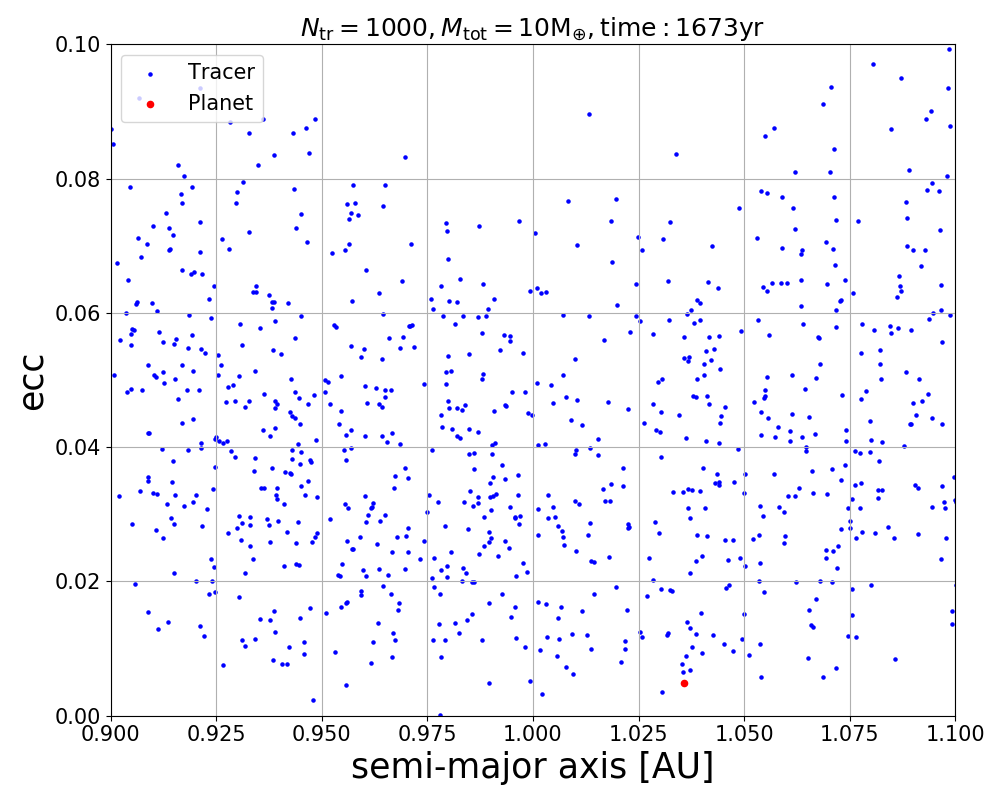 N_tr = 1000, M_tot = 10M_⊕, time : 1673yr
0.10
Tracer
Planet
0.08
0.06
ecc
0.04
0.02
0.00
0.900 0.925 0.950 0.975 1.000 1.025 1.050 1.075 1.100
semi-major axis [AU]